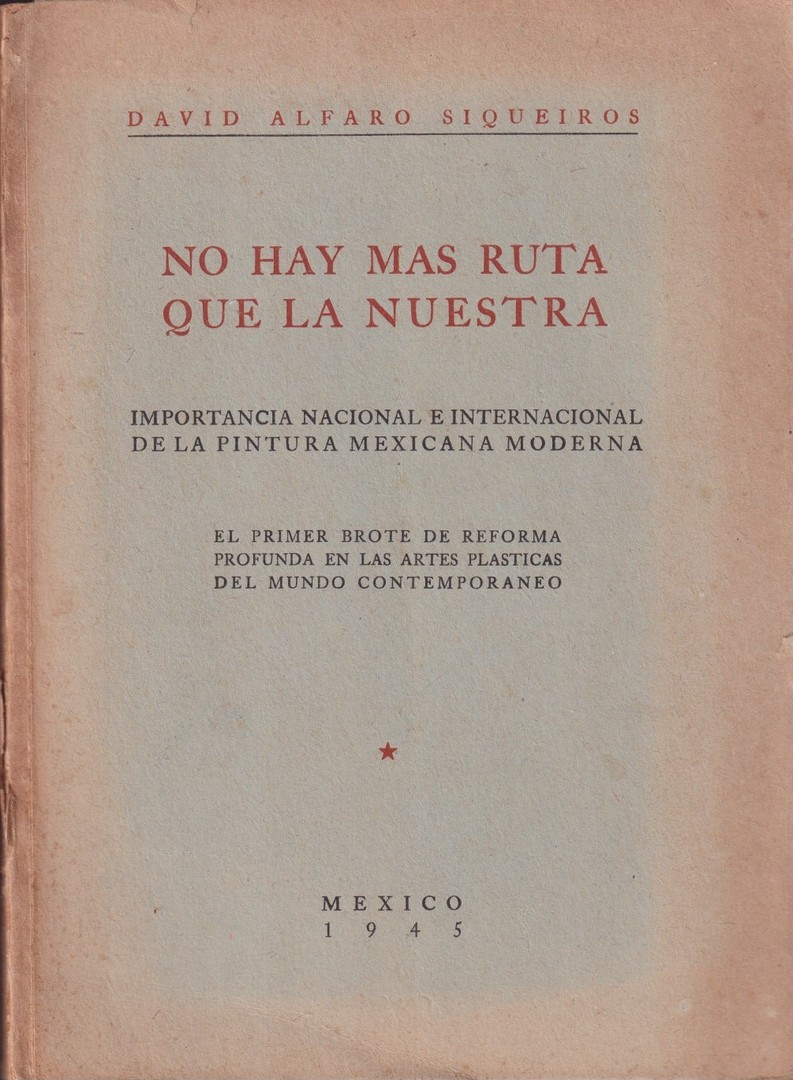 DAVID ALFARO SIQUEIROS
NO HAY MAS RUTA
QUE LA NUESTRA
IMPORTANCIA NACIONAL E INTERNACIONAL
DE LA PINTURA MEXICANA MODERNA
EL PRIMER BROTE DE REFORMA
PROFUNDA EN LAS ARTES PLASTICAS
DEL MUNDO CONTEMPORANEO
MEXICO
1945